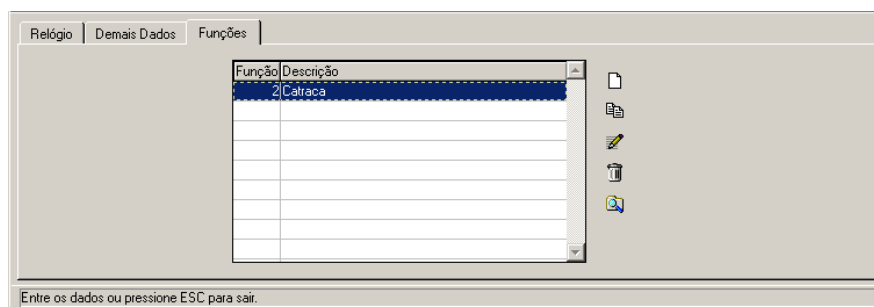 Relógio Demais Dados Funções
Função Descrição
2 Catraca
Entre os dados ou pressione ESC para sair.